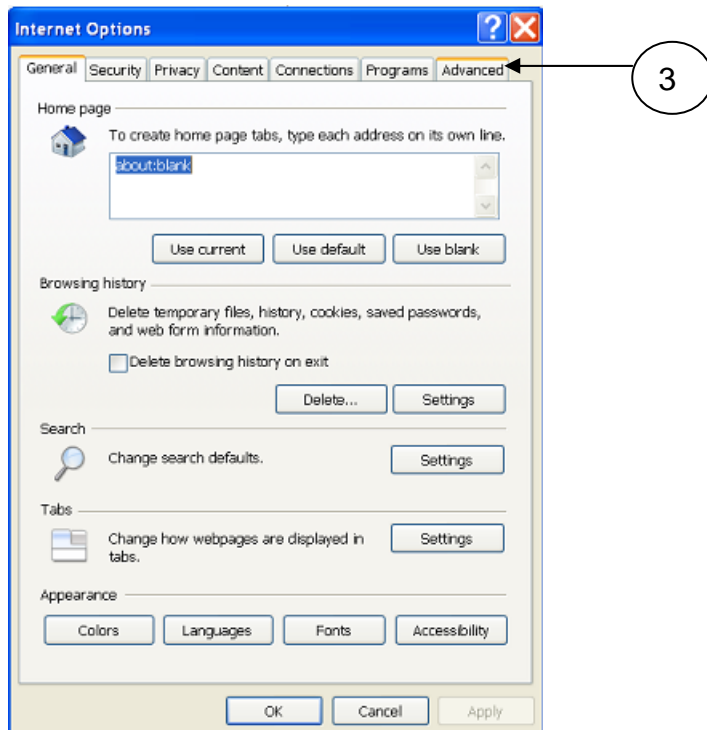 Internet Options
?
General Security Privacy Content Connections Programs Advanced
3
Home page
To create home page tabs, type each address on its own line.
about:blank
Use current Use default Use blank
Browsing history
Delete temporary files, history, cookies, saved passwords,
and web form information.
Delete browsing history on exit
Delete... Settings
Search
Change search defaults.
Settings
Tabs
Change how webpages are displayed in
tabs.
Settings
Appearance
Colors Languages Fonts Accessibility
OK Cancel Apply